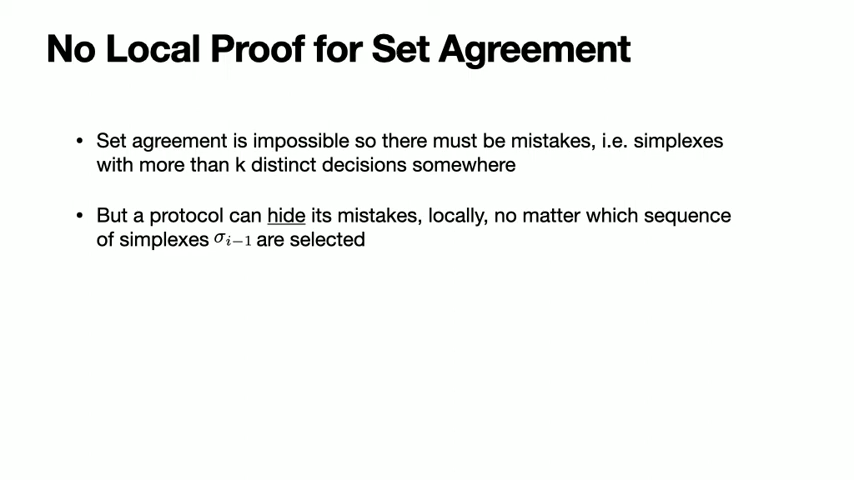 No Local Proof for Set Agreement
• Set agreement is impossible so there must be mistakes, i.e. simplexes
with more than k distinct decisions somewhere
• But a protocol can hide its mistakes, locally, no matter which sequence
of simplexes σᵢ₋₁ are selected